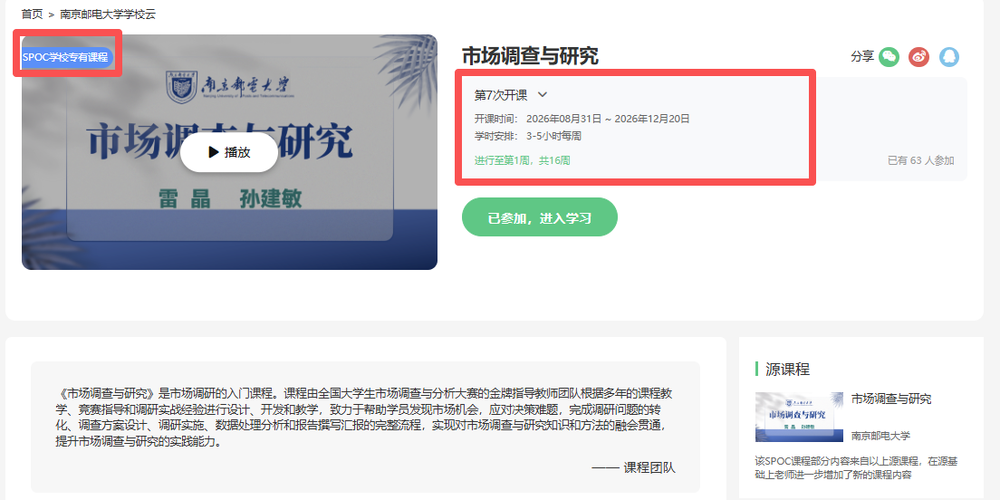 首页 > 南京邮电大学学校云
SPOC学校专有课程
南京邮电大学
市场调查与研究
播放
雷 晶 孙建敏
市场调查与研究
分享
第7次开课
开课时间： 2026年08月31日 ~ 2026年12月20日
学时安排： 3-5小时每周
进行至第1周，共16周
已有 63 人参加
已参加，进入学习
《市场调查与研究》是市场调研的入门课程。课程由全国大学生市场调查与分析大赛的金牌指导教师团队根据多年的课程教
学、竞赛指导和调研实战经验进行设计、开发和教学，致力于帮助学员发现市场机会，应对决策难题，完成调研问题的转
化、调查方案设计、调研实施、数据处理分析和报告撰写汇报的完整流程，实现对市场调查与研究知识和方法的融会贯通，
提升市场调查与研究的实践能力。
—— 课程团队
源课程
市场调查与研究
雷 晶 孙建敏
市场调查与研究
南京邮电大学
该SPOC课程部分内容来自以上源课程，在源基
础上老师进一步增加了新的课程内容